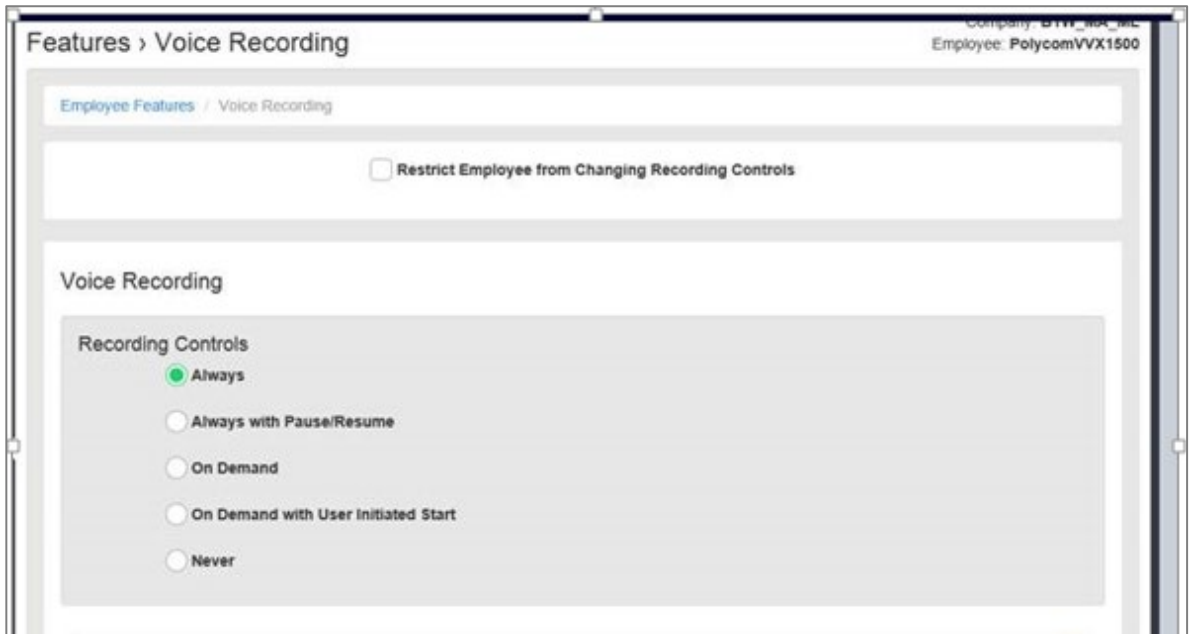 Company:
Features › Voice Recording
Employee: PolycomVVX1500
Employee Features / Voice Recording
Restrict Employee from Changing Recording Controls
Voice Recording
Recording Controls
Always
Always with Pause/Resume
On Demand
On Demand with User Initiated Start
Never